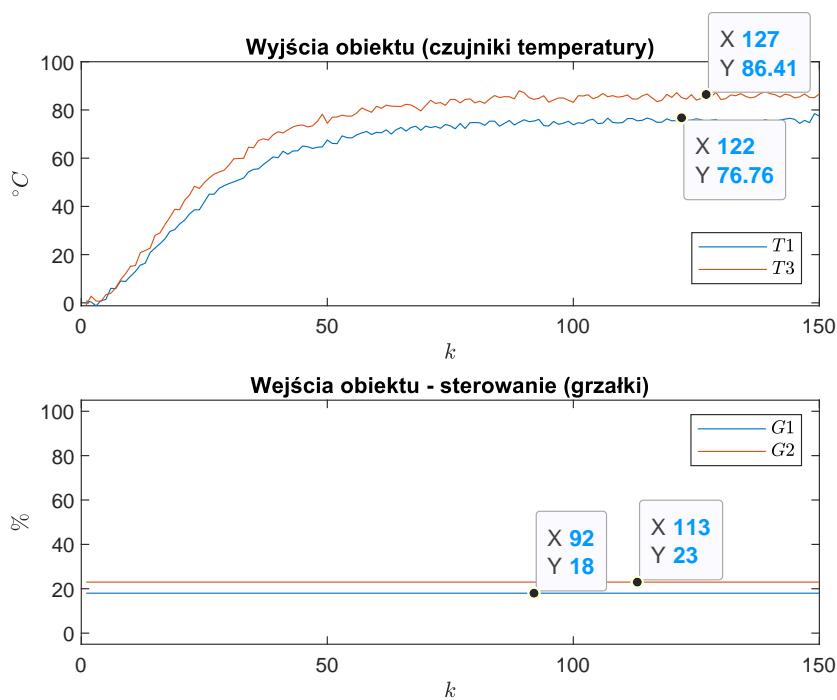 Wyjścia obiektu (czujniki temperatury)
X 127
Y 86.41
X 122
Y 76.76
100
80
60
40
20
0
°C
T1
T3
0 50 100 150
k
Wejścia obiektu - sterowanie (grzałki)
100
80
60
40
20
0
%
G1
G2
X 92
Y 18
X 113
Y 23
0 50 100 150
k